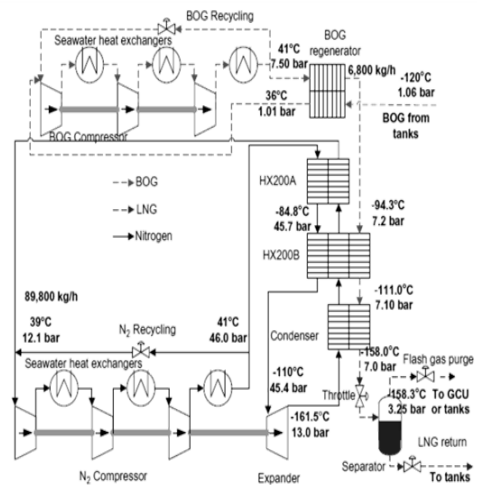 BOG Recycling
BOG
regenerator
Seawater heat exchangers
41°C
7.50 bar
6,800 kg/h
-120°C
1.06 bar
36°C
1.01 bar
BOG from
tanks
BOG Compressor
HX200A
BOG
LNG
Nitrogen
-84.8°C
45.7 bar
-94.3°C
7.2 bar
HX200B
-111.0°C
7.10 bar
89,800 kg/h
39°C
12.1 bar
N2 Recycling
41°C
46.0 bar
Condenser
Seawater heat exchangers
-158.0°C
7.0 bar
Flash gas purge
-110°C
45.4 bar
Throttle
-158.3°C
3.25 bar
To GCU
or tanks
-161.5°C
13.0 bar
LNG return
N2 Compressor
Expander
Separator
To tanks